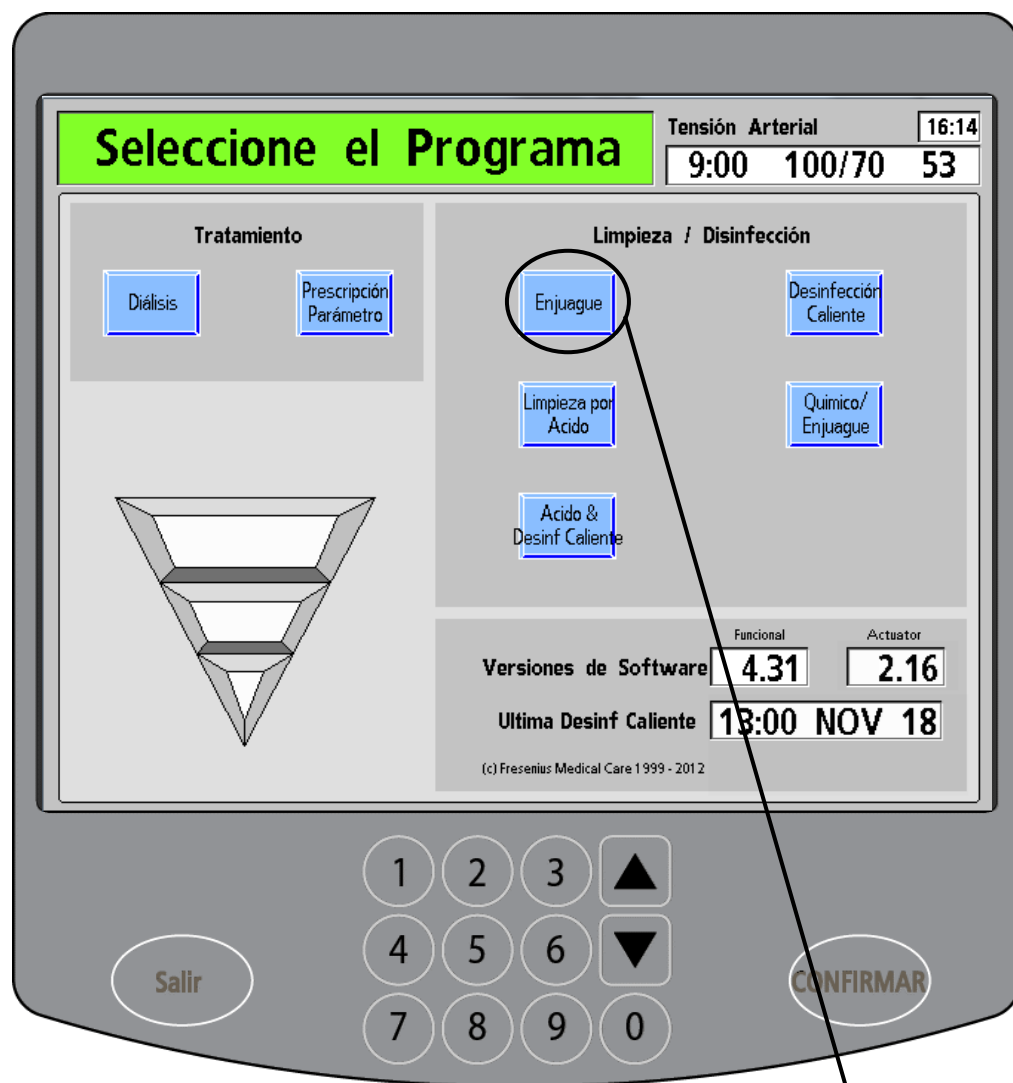 Seleccione el Programa
Tensión Arterial
16:14
9:00 100/70 53
Tratamiento
Diálisis
Prescripción
Parámetro
Limpieza / Disinfección
Enjuague
Desinfección
Caliente
Limpieza por
Acido
Quimico/
Enjuague
Acido &
Desinf Caliente
Funcional
Actuator
Versiones de Software 4.31 2.16
Ultima Desinf Caliente 13:00 NOV 18
(c) Fresenius Medical Care 1999 - 2012
1 2 3
4 5 6
Salir
CONFIRMAR
7 8 9 0